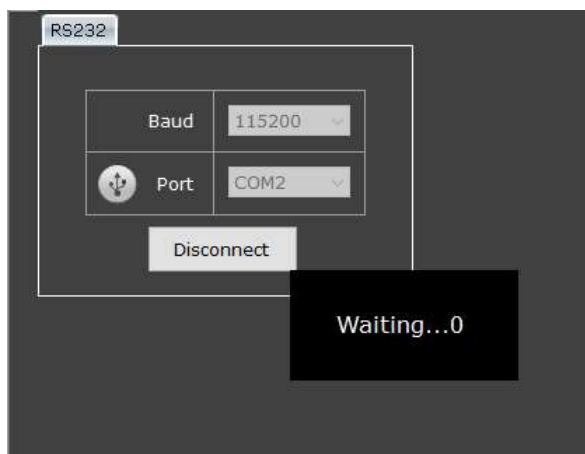 RS232
Baud 115200
Port COM2
Disconnect
Waiting...0